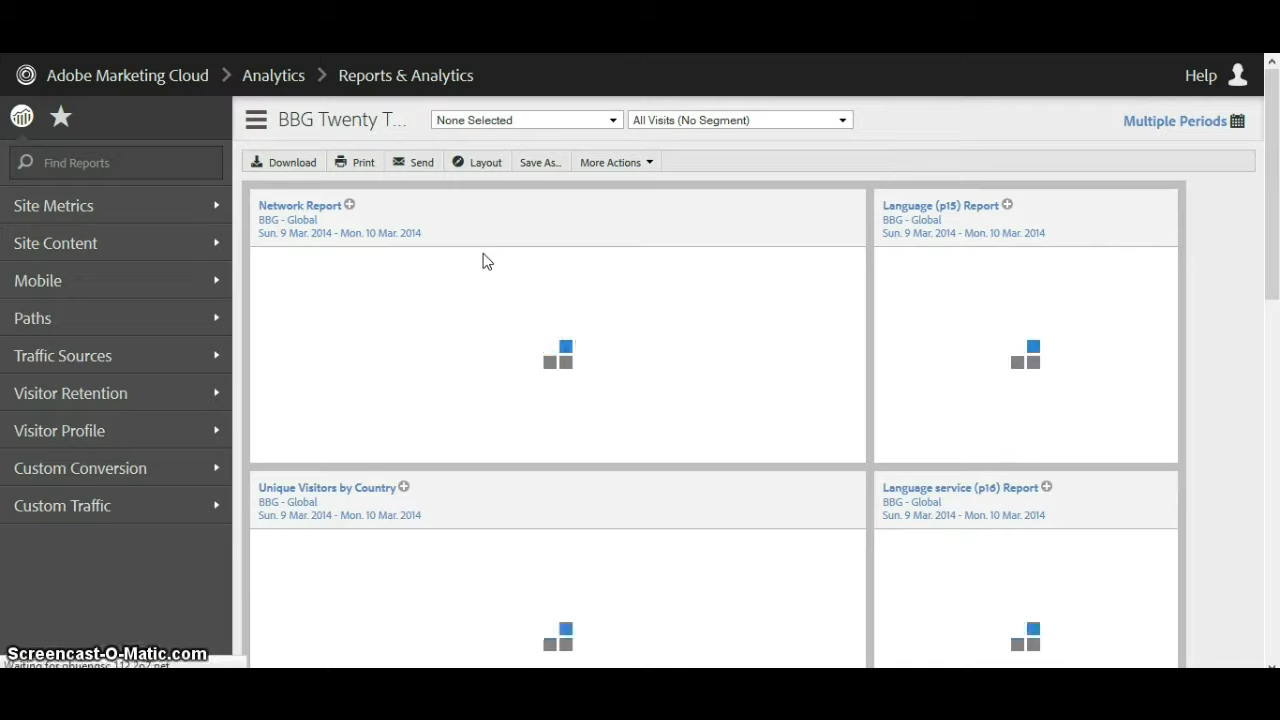 Adobe Marketing Cloud > Analytics > Reports & Analytics
Help
BBG Twenty T...
None Selected
All Visits (No Segment)
Multiple Periods
Find Reports
Download
Print
Send
Layout
Save As...
More Actions
Site Metrics
Site Content
Mobile
Paths
Traffic Sources
Visitor Retention
Visitor Profile
Custom Conversion
Custom Traffic
Network Report
BBG - Global
Sun. 9 Mar. 2014 - Mon. 10 Mar. 2014
Language (p15) Report
BBG - Global
Sun. 9 Mar. 2014 - Mon. 10 Mar. 2014
Unique Visitors by Country
BBG - Global
Sun. 9 Mar. 2014 - Mon. 10 Mar. 2014
Language service (p16) Report
BBG - Global
Sun. 9 Mar. 2014 - Mon. 10 Mar. 2014
Screencast-O-Matic.com
Waiting for